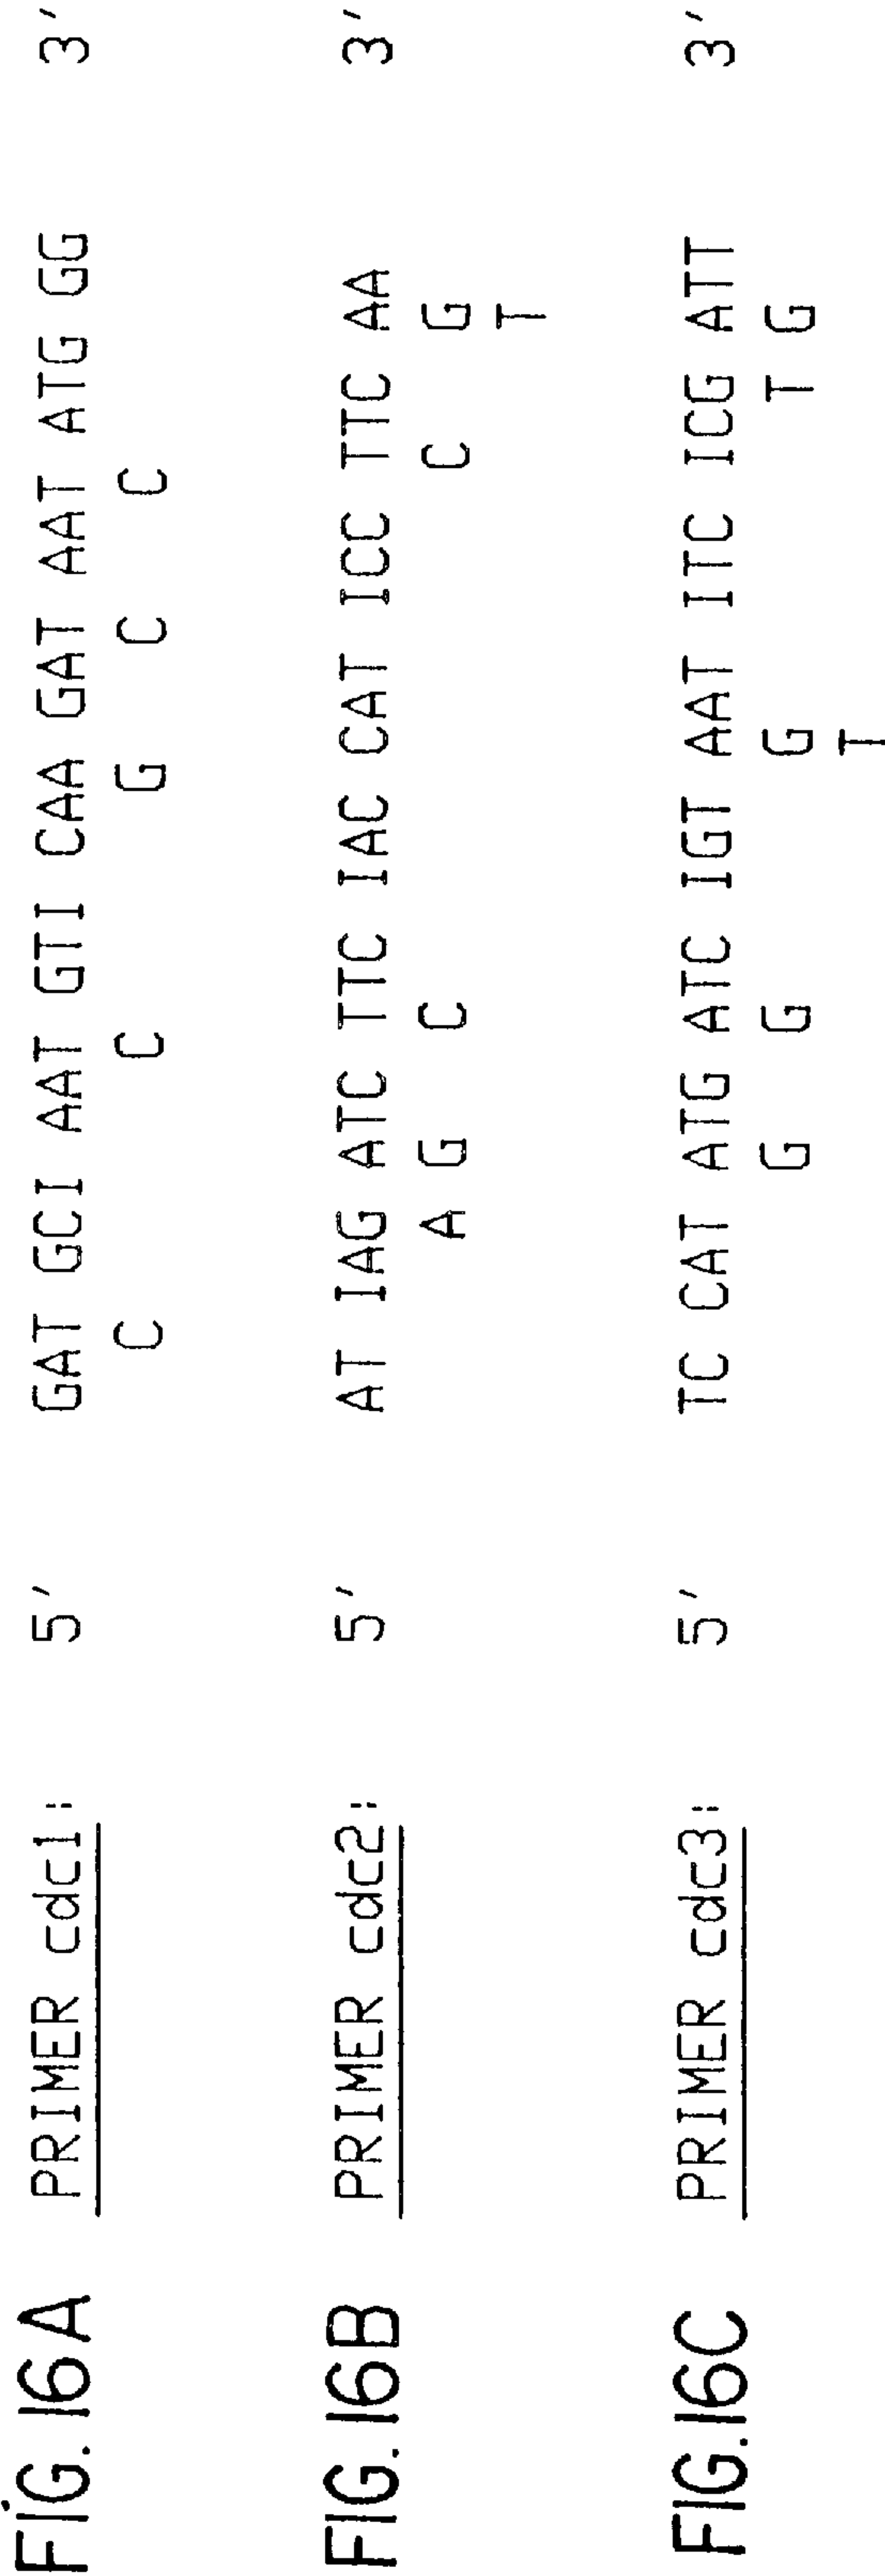 FIG. 16A PRIMER cdc1: 5' GAT GCI AAT GTI CAA GAT AAT ATG GG 3'
C C G C C
FIG. 16B PRIMER cdc2: 5' AT IAG ATC TTC IAC CAT ICC TTC AA 3'
A G C C G
T
FIG. 16C PRIMER cdc3: 5' TC CAT ATG ATC IGT AAT ITC ICG ATT 3'
G G G T G
T